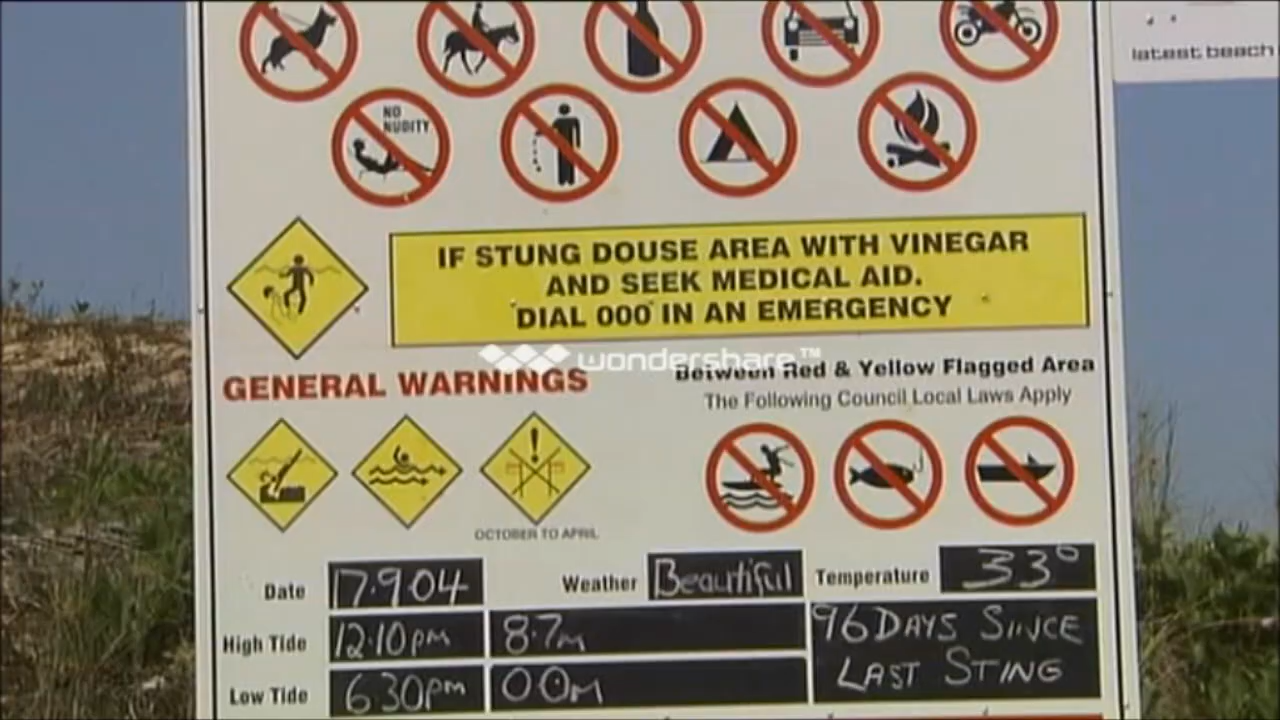 latest beach
NO
NUDITY
IF STUNG DOUSE AREA WITH VINEGAR
AND SEEK MEDICAL AID.
DIAL 000 IN AN EMERGENCY
wondershare™
GENERAL WARNINGS
Between Red & Yellow Flagged Area
The Following Council Local Laws Apply
OCTOBER TO APRIL
Date 17.9.04 Weather Beautiful Temperature 33°
High Tide 12.10pm 8.7m 96 DAYS SINCE
Low Tide 6 30pm 00m LAST STING